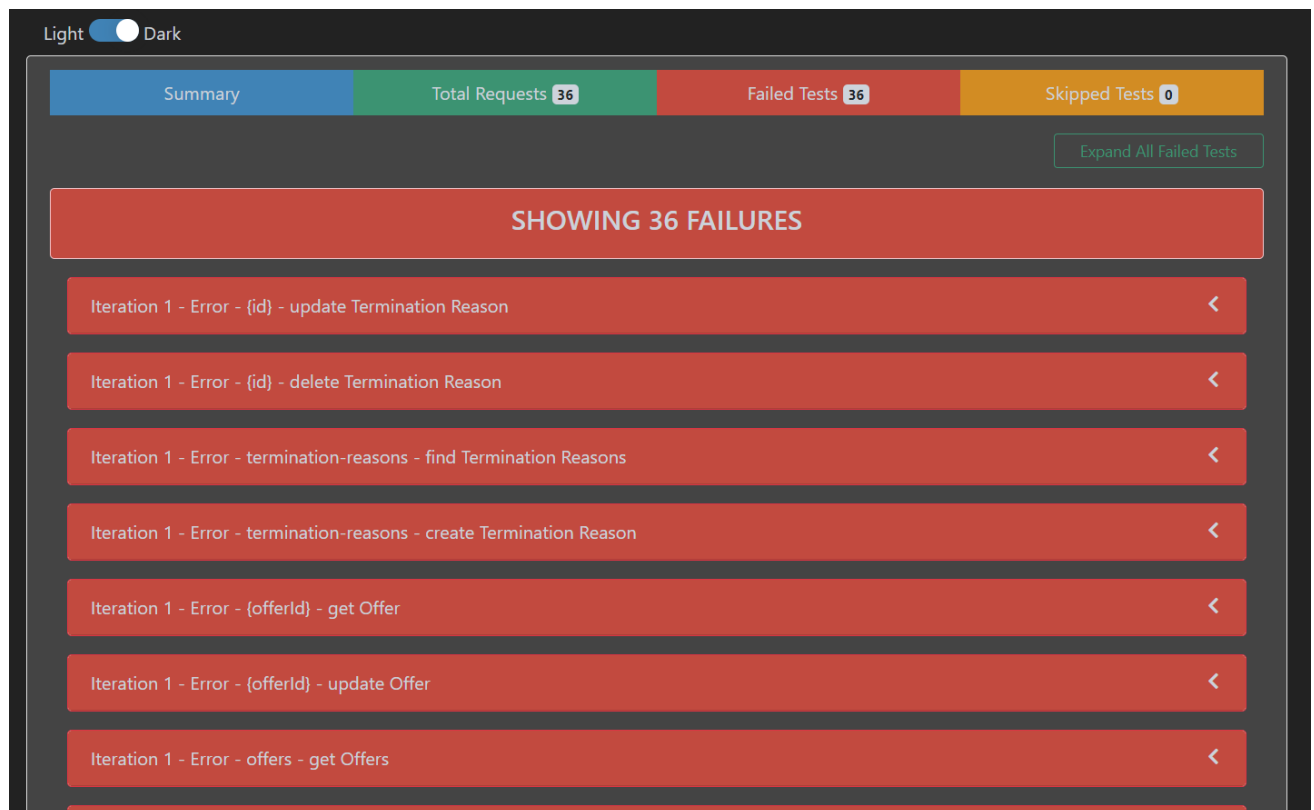 Light Dark
Summary
Total Requests 36
Failed Tests 36
Skipped Tests 0
Expand All Failed Tests
SHOWING 36 FAILURES
Iteration 1 - Error - {id} - update Termination Reason
Iteration 1 - Error - {id} - delete Termination Reason
Iteration 1 - Error - termination-reasons - find Termination Reasons
Iteration 1 - Error - termination-reasons - create Termination Reason
Iteration 1 - Error - {offerId} - get Offer
Iteration 1 - Error - {offerId} - update Offer
Iteration 1 - Error - offers - get Offers